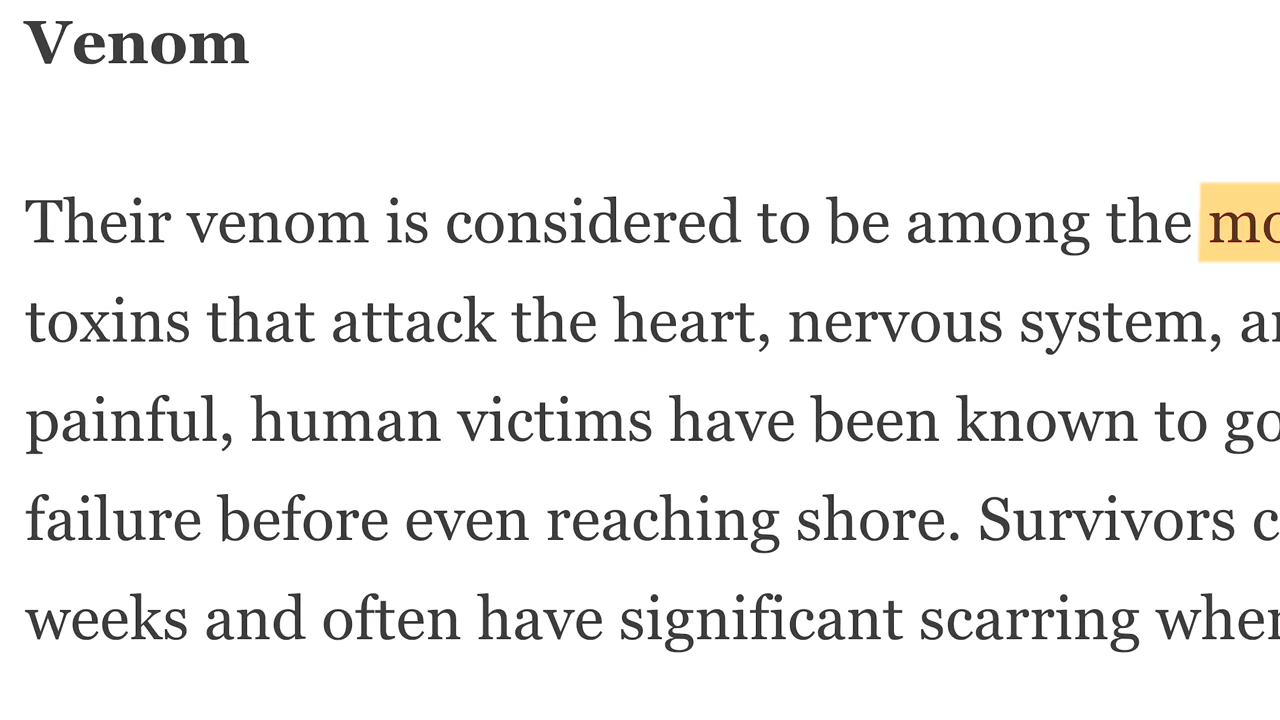 Venom
Their venom is considered to be among the
toxins that attack the heart, nervous system,
painful, human victims have been known to go
failure before even reaching shore. Survivors
weeks and often have significant scarring